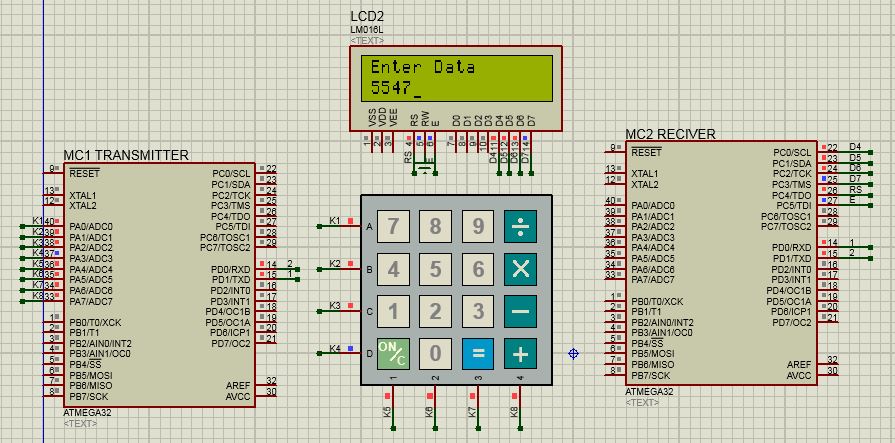 LCD2
LM016L
<TEXT>
Enter Data
5547_
VSS VDD VEE RS RW E D0 D1 D2 D3 D4 D5 D6 D7
1 2 3 4 5 6 7 8 9 10 11 12 13 14
RS E D4 D5 D6 D7
MC1 TRANSMITTER
9 RESET PC0/SCL 22
PC1/SDA 23
13 XTAL1 PC2/TCK 24
12 XTAL2 PC3/TMS 25
PC4/TDO 26
K1 40 PA0/ADC0 PC5/TDI 27
K2 39 PA1/ADC1 PC6/TOSC1 28
K3 38 PA2/ADC2 PC7/TOSC2 29
K4 37 PA3/ADC3
K5 36 PA4/ADC4 PD0/RXD 14 2
K6 35 PA5/ADC5 PD1/TXD 15 1
K7 34 PA6/ADC6 PD2/INT0 16
K8 33 PA7/ADC7 PD3/INT1 17
PD4/OC1B 18
1 PB0/T0/XCK PD5/OC1A 19
2 PB1/T1 PD6/ICP1 20
3 PB2/AIN0/INT2 PD7/OC2 21
4 PB3/AIN1/OC0
5 PB4/SS
6 PB5/MOSI
7 PB6/MISO AREF 32
8 PB7/SCK AVCC 30
ATMEGA32
<TEXT>
K1 A 7 8 9 ÷
K2 B 4 5 6 ×
K3 C 1 2 3 −
K4 D ON/C 0 = +
1 2 3 4
K5 K6 K7 K8
MC2 RECIVER
9 RESET PC0/SCL 22 D4
PC1/SDA 23 D5
13 XTAL1 PC2/TCK 24 D6
12 XTAL2 PC3/TMS 25 D7
PC4/TDO 26 RS
40 PA0/ADC0 PC5/TDI 27 E
39 PA1/ADC1 PC6/TOSC1 28
38 PA2/ADC2 PC7/TOSC2 29
37 PA3/ADC3
36 PA4/ADC4 PD0/RXD 14 1
35 PA5/ADC5 PD1/TXD 15 2
34 PA6/ADC6 PD2/INT0 16
33 PA7/ADC7 PD3/INT1 17
PD4/OC1B 18
1 PB0/T0/XCK PD5/OC1A 19
2 PB1/T1 PD6/ICP1 20
3 PB2/AIN0/INT2 PD7/OC2 21
4 PB3/AIN1/OC0
5 PB4/SS
6 PB5/MOSI
7 PB6/MISO AREF 32
8 PB7/SCK AVCC 30
ATMEGA32
<TEXT>